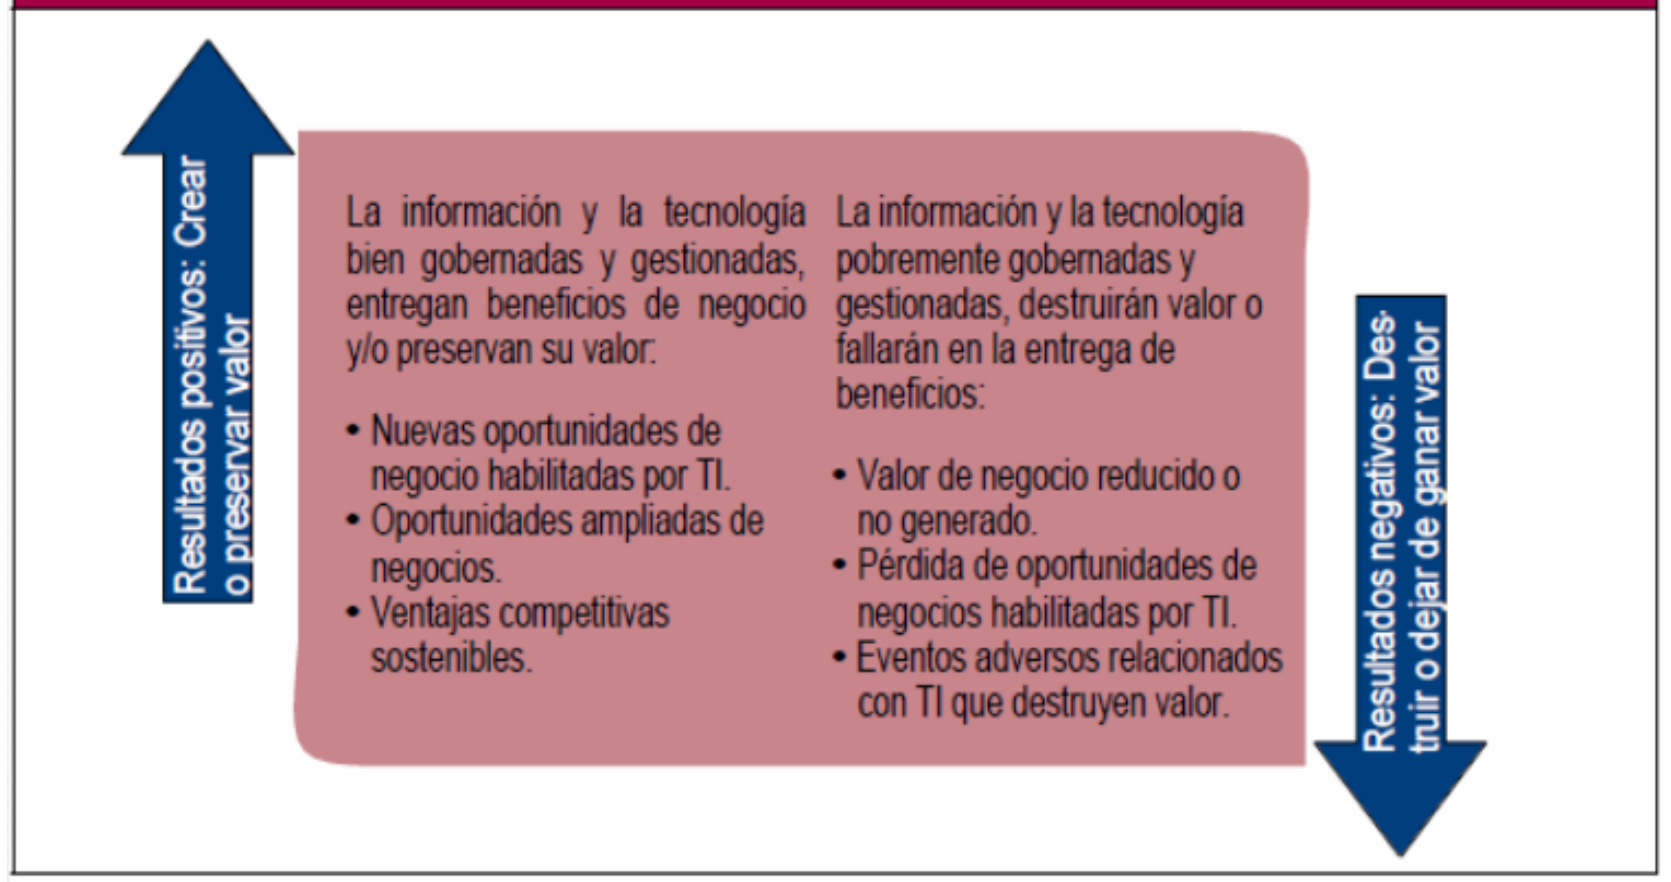 Resultados positivos: Crear
o preservar valor
La información y la tecnología
bien gobernadas y gestionadas,
entregan beneficios de negocio
y/o preservan su valor:
• Nuevas oportunidades de
negocio habilitadas por TI.
• Oportunidades ampliadas de
negocios.
• Ventajas competitivas
sostenibles.
La información y la tecnología
pobremente gobernadas y
gestionadas, destruirán valor o
fallarán en la entrega de
beneficios:
• Valor de negocio reducido o
no generado.
• Pérdida de oportunidades de
negocios habilitadas por TI.
• Eventos adversos relacionados
con TI que destruyen valor.
Resultados negativos: Des-
truir o dejar de ganar valor